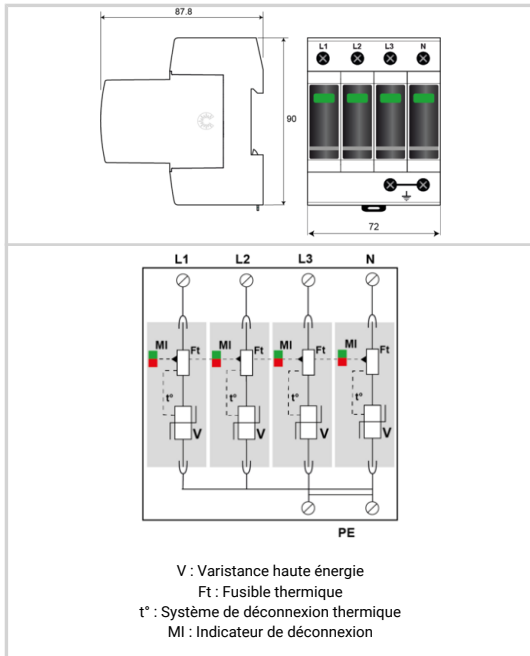 87.8
L1 L2 L3 N
90
72
L1 L2 L3 N
MI Ft MI Ft MI Ft MI Ft
t° t° t° t°
V V V V
PE
V : Varistance haute énergie
Ft : Fusible thermique
t° : Système de déconnexion thermique
MI : Indicateur de déconnexion